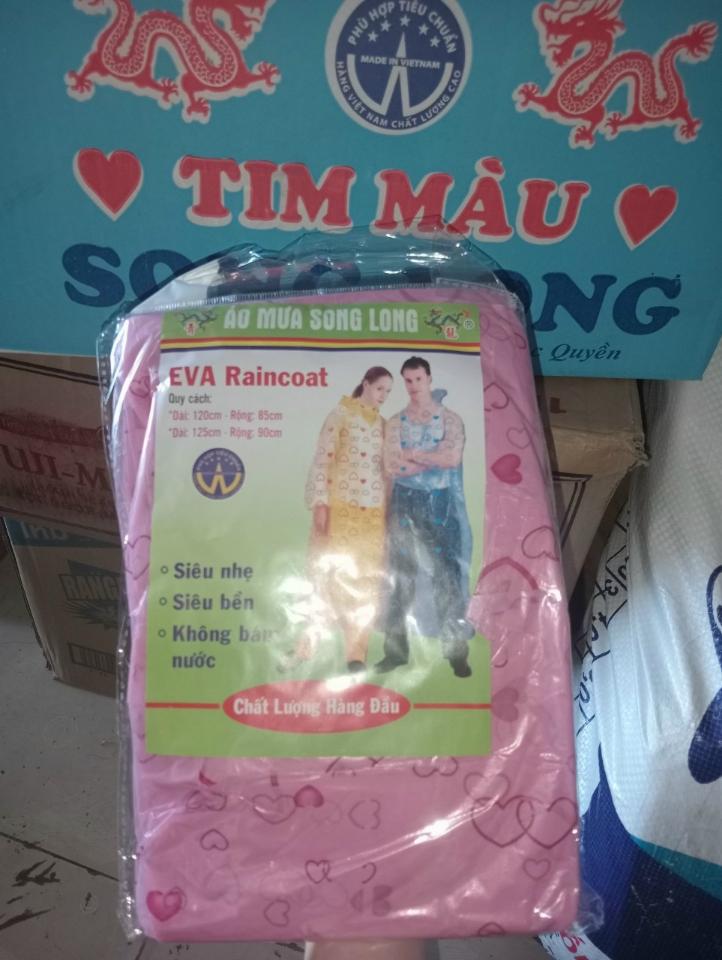 PHÙ HỢP TIÊU CHUẨN
MADE IN VIETNAM
HÀNG VIỆT NAM CHẤT LƯỢNG CAO
TIM MÀU
SONG LONG
Quyền
ÁO MƯA SONG LONG
EVA Raincoat
Quy cách:
*Dài: 120cm - Rộng: 85cm
*Dài: 125cm - Rộng: 90cm
Siêu nhẹ
Siêu bền
Không bám
nước
Chất Lượng Hàng Đầu